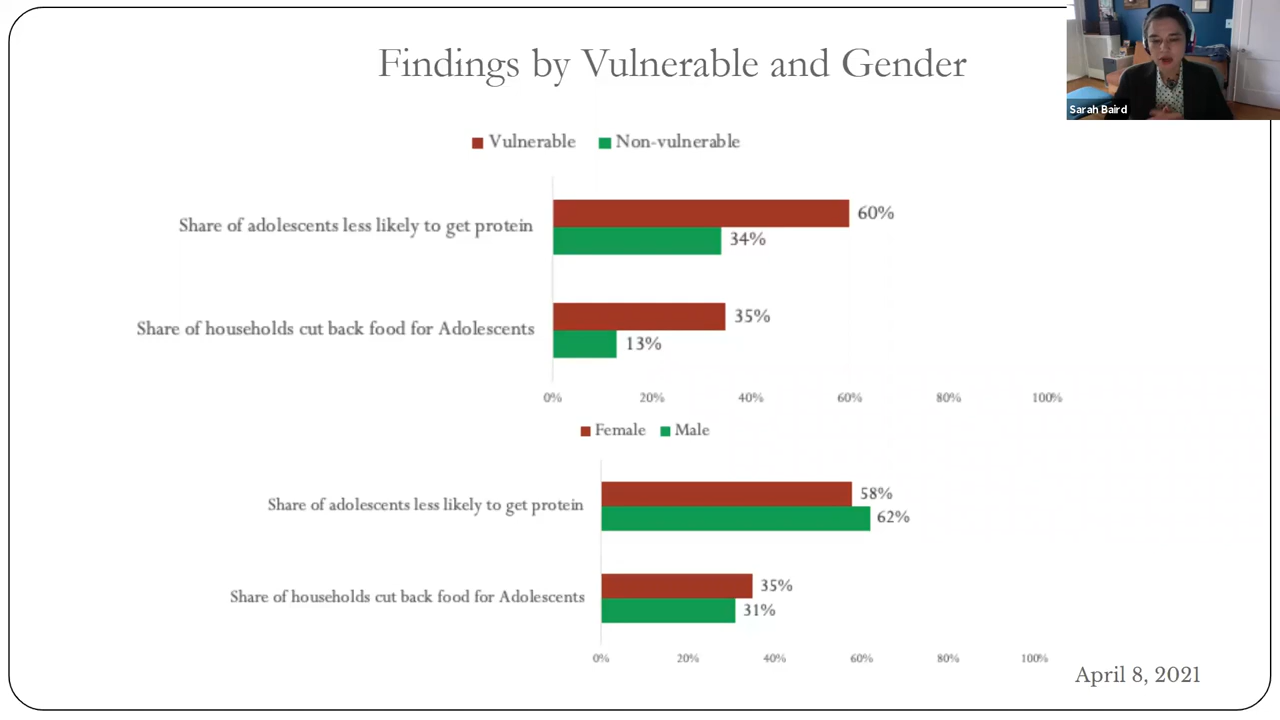 Findings by Vulnerable and Gender
Sarah Baird
Vulnerable Non-vulnerable
Share of adolescents less likely to get protein
60%
34%
Share of households cut back food for Adolescents
35%
13%
0% 20% 40% 60% 80% 100%
Female Male
Share of adolescents less likely to get protein
58%
62%
Share of households cut back food for Adolescents
35%
31%
0% 20% 40% 60% 80% 100%
April 8, 2021